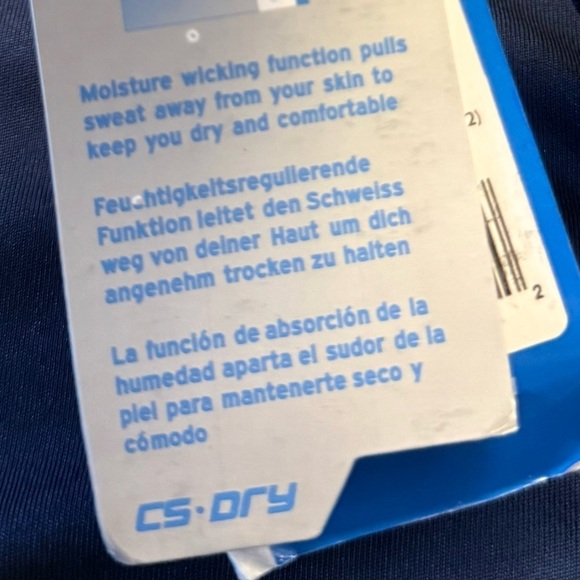 Moisture wicking function pulls
sweat away from your skin to
keep you dry and comfortable
Feuchtigkeitsregulierende
Funktion leitet den Schweiss
weg von deiner Haut um dich
angenehm trocken zu halten
La función de absorción de la
humedad aparta el sudor de la
piel para mantenerte seco y
cómodo
CS·DRY
2)
2